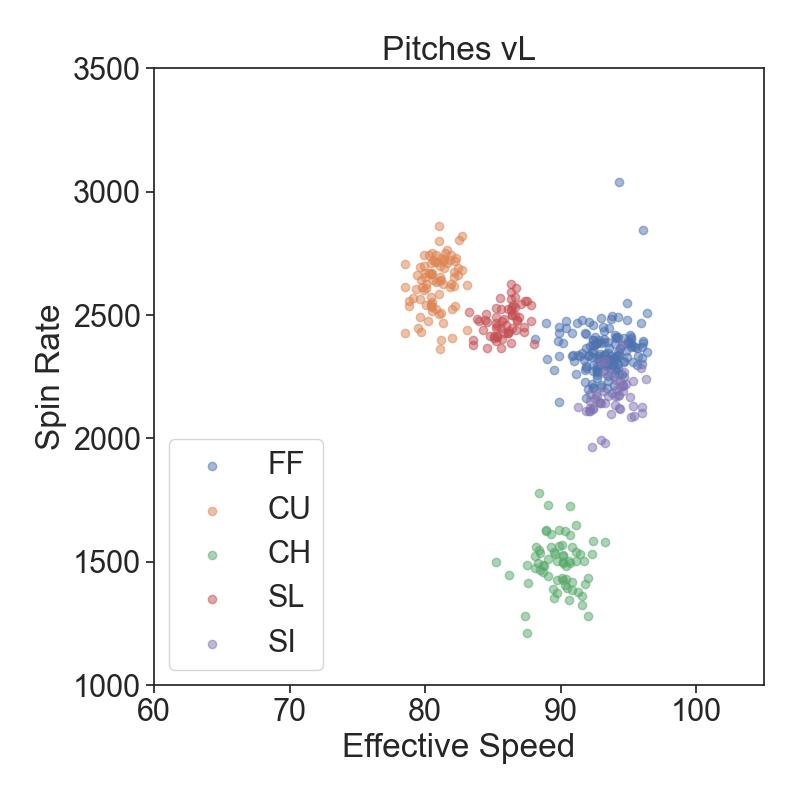 Pitches vL
3500
3000
2500
2000
1500
1000
Spin Rate
FF
CU
CH
SL
SI
60 70 80 90 100
Effective Speed